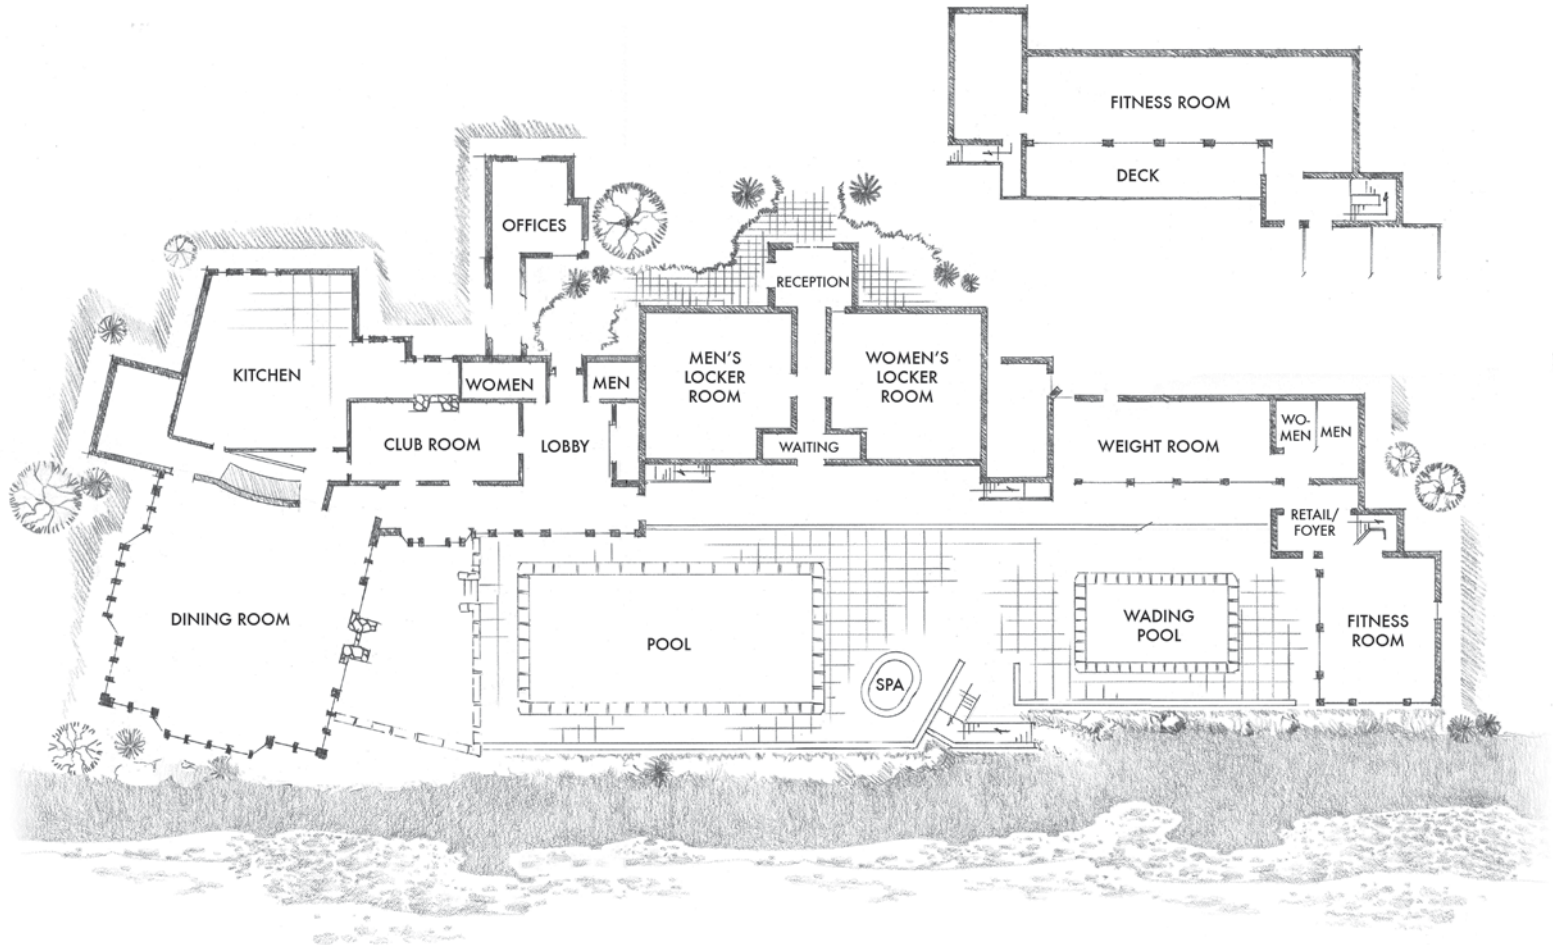 FITNESS ROOM
DECK
OFFICES
RECEPTION
KITCHEN
WOMEN
MEN
MEN'S
LOCKER
ROOM
WOMEN'S
LOCKER
ROOM
CLUB ROOM
LOBBY
WAITING
WEIGHT ROOM
WO-
MEN
MEN
RETAIL/
FOYER
DINING ROOM
POOL
SPA
WADING
POOL
FITNESS
ROOM